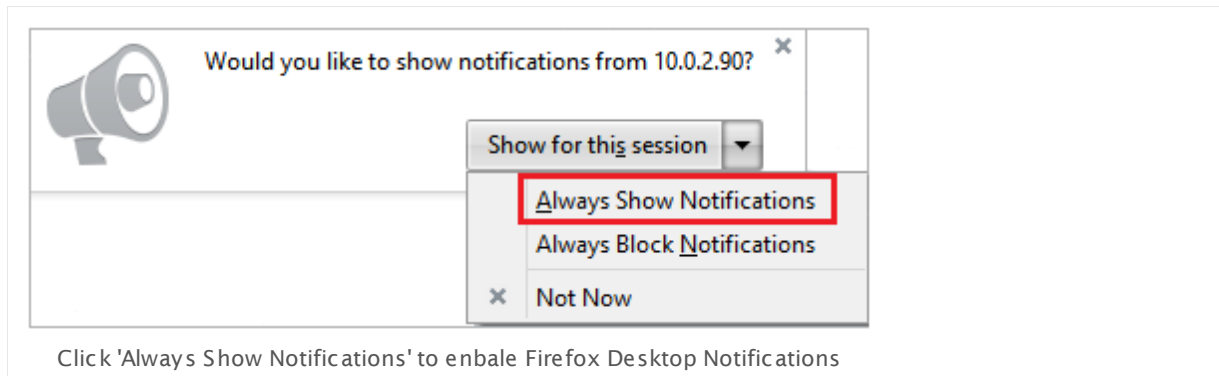 Would you like to show notifications from 10.0.2.90?
Show for this session
Always Show Notifications
Always Block Notifications
Not Now
Click 'Always Show Notifications' to enbale Firefox Desktop Notifications